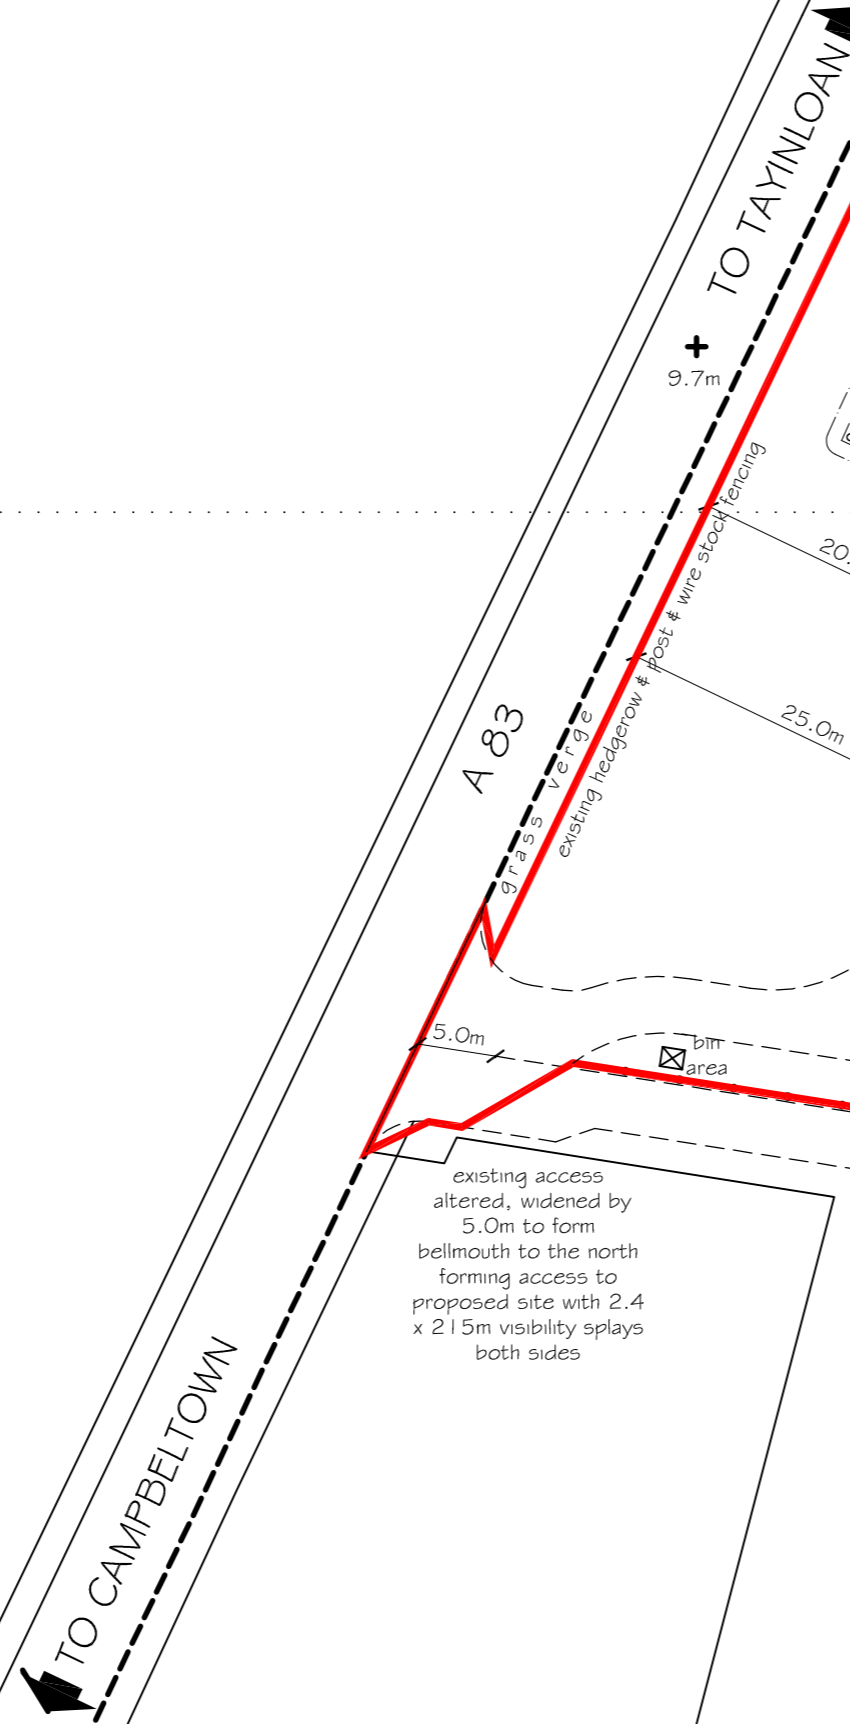 TO TAYINLOAN
9.7m
existing hedgerow & post & wire stock fencing
20.
25.0m
A 83
grass verge
5.0m
bin
area
existing access
altered, widened by
5.0m to form
bellmouth to the north
forming access to
proposed site with 2.4
x 215m visibility splays
both sides
TO CAMPBELTOWN